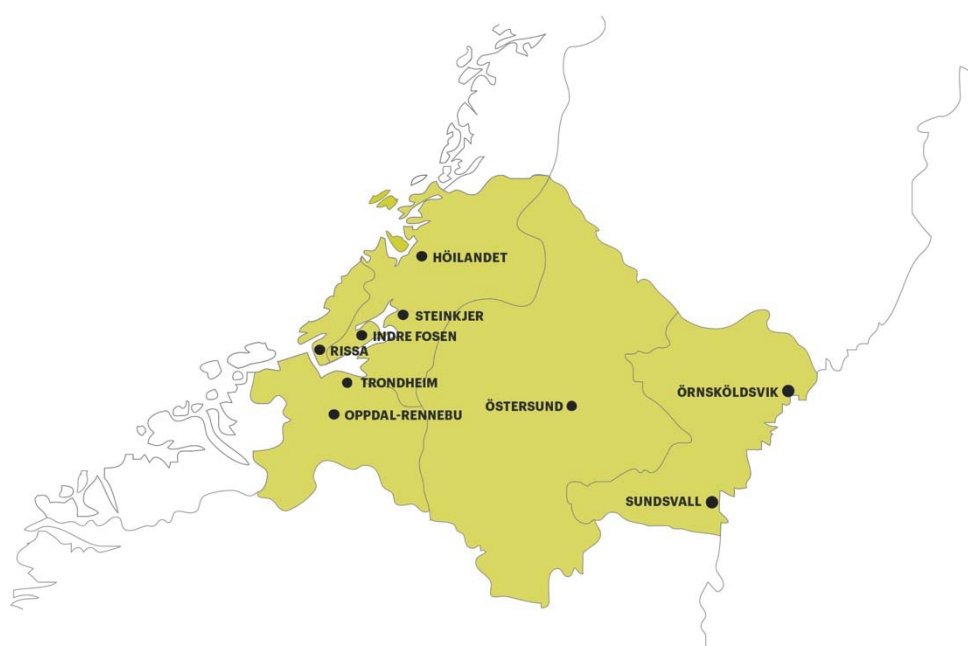 HÖILANDET
STEINKJER
INDRE FOSEN
RISSA
TRONDHEIM
OPPDAL-RENNEBU
ÖSTERSUND
ÖRNSKÖLDSVIK
SUNDSVALL